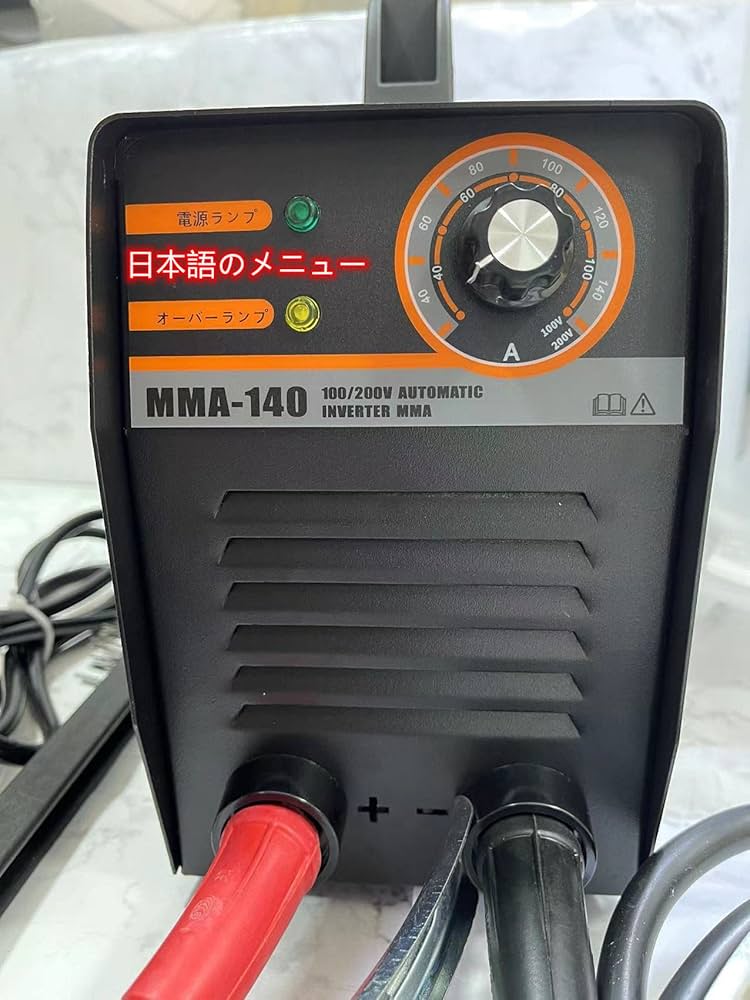 電源ランプ
日本語のメニュー
オーバーランプ
40 60 80 100 120 140
40 60 80 100
100V
200V
A
MMA-140
100/200V AUTOMATIC
INVERTER MMA
+ -